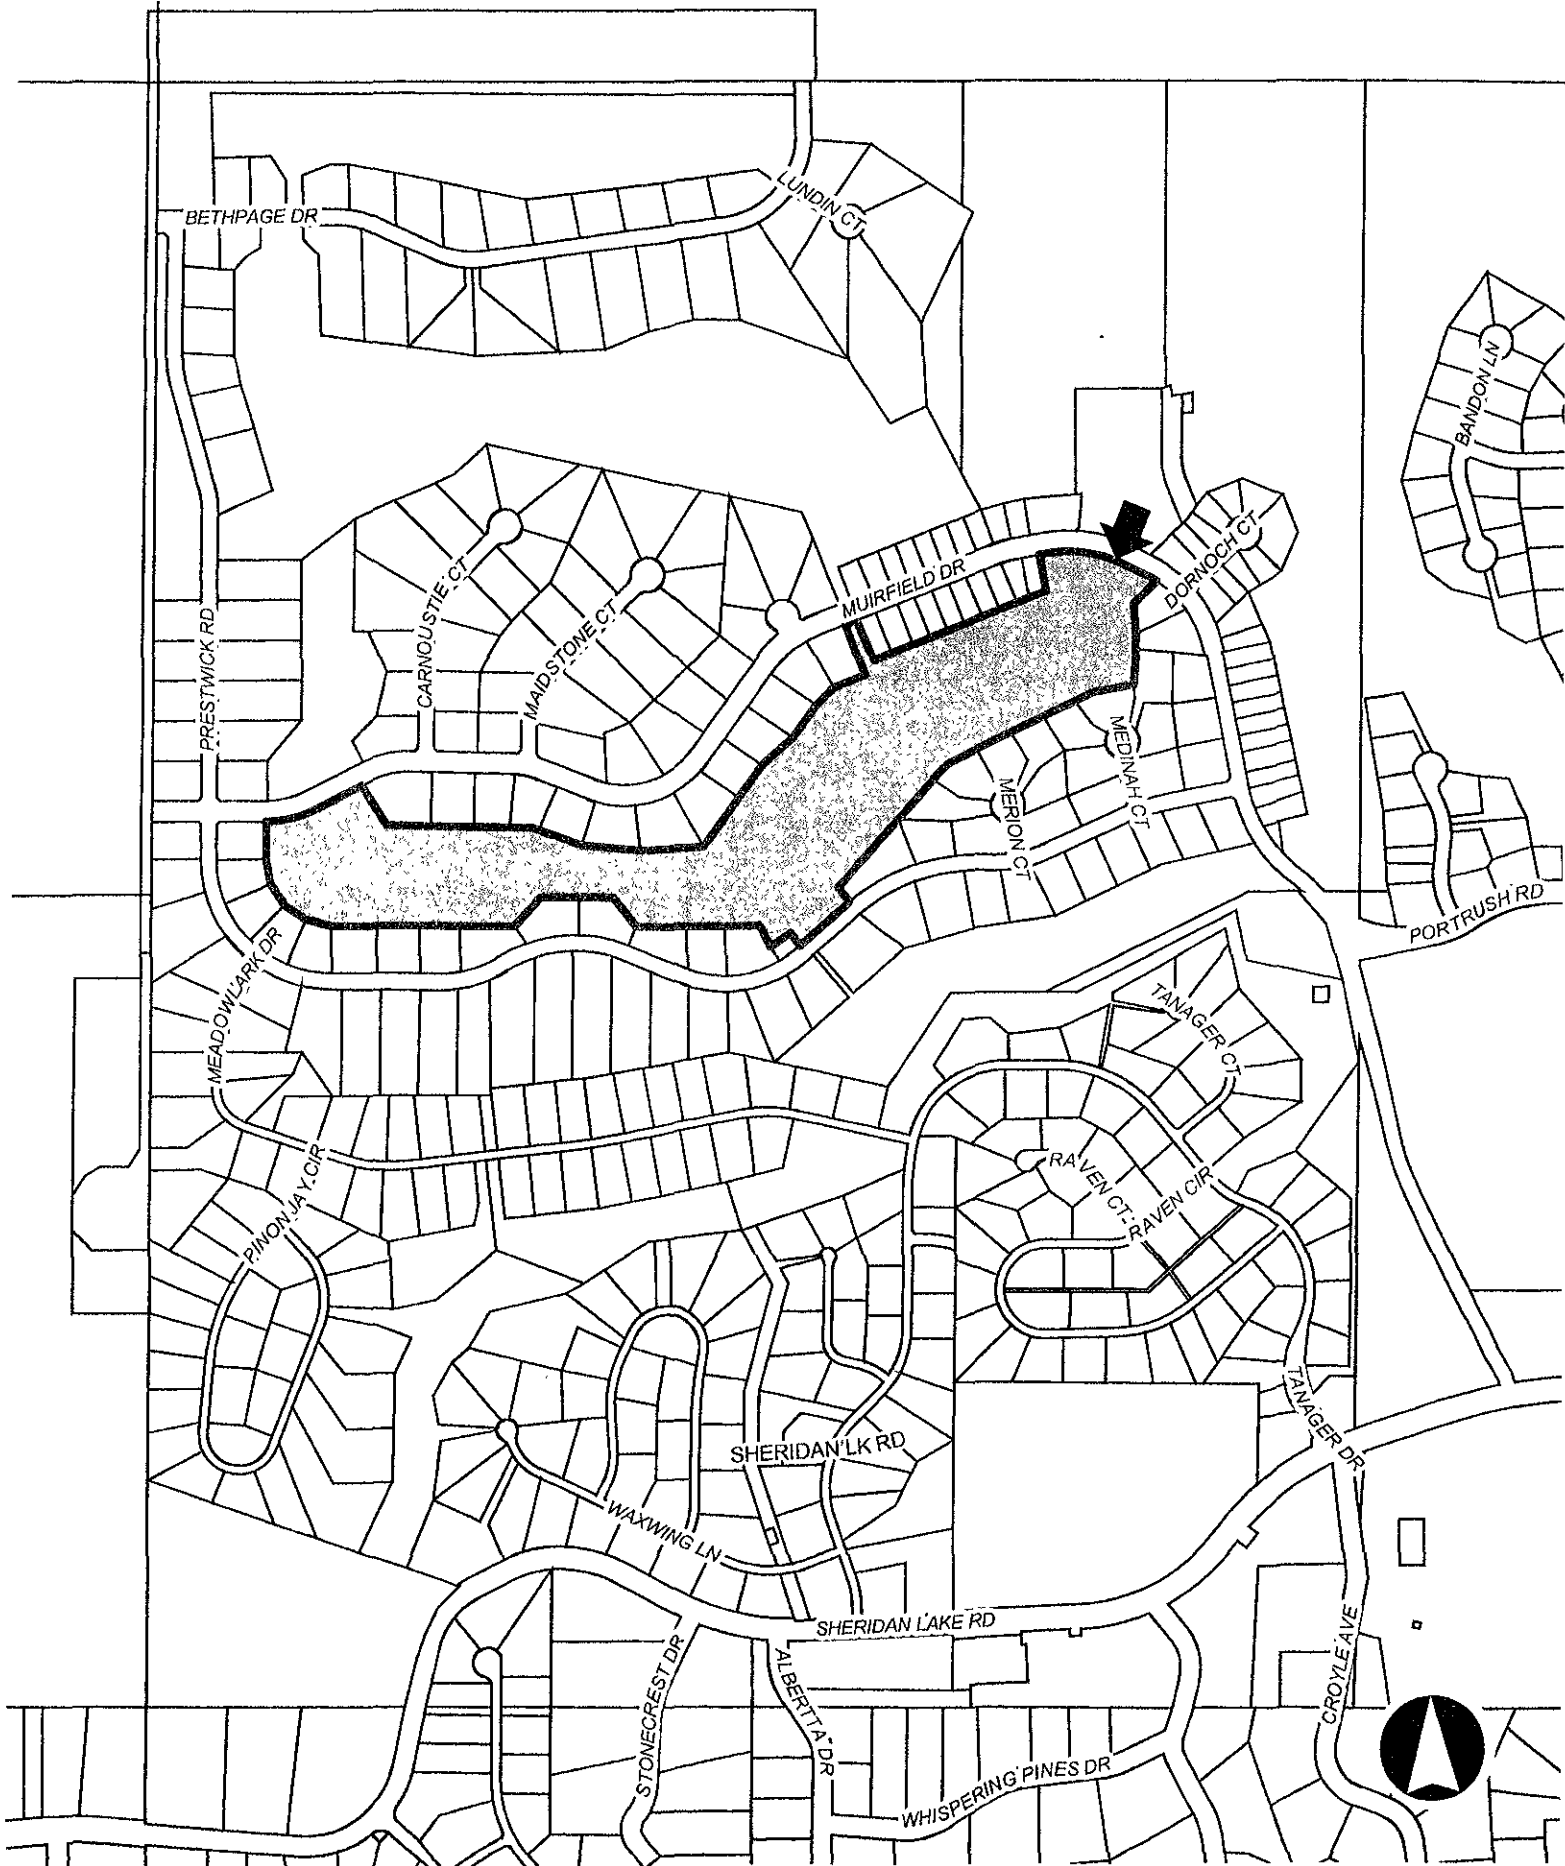 LUNDIN CT
BETHPAGE DR
BANDON LN
CARNOUSTIE CT
MAIDSTONE CT
MUIRFIELD DR
DORNOCH CT
PRESTWICK RD
MEDINAH CT
MERION CT
PORTRUSH RD
MEADOWLARK DR
TANAGER CT
PINON JAY CIR
RAVEN CT
RAVEN CIR
TANAGER DR
SHERIDAN LK RD
WAXWING LN
SHERIDAN LAKE RD
STONECREST DR
ALBERTTA DR
CROYLE AVE
WHISPERING PINES DR